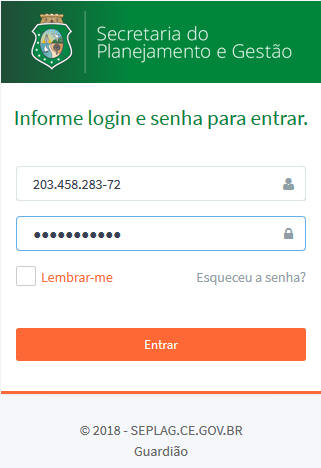 Secretaria do
Planejamento e Gestão
Informe login e senha para entrar.
203.458.283-72
•••••••••••
Lembrar-me
Esqueceu a senha?
Entrar
© 2018 - SEPLAG.CE.GOV.BR
Guardião